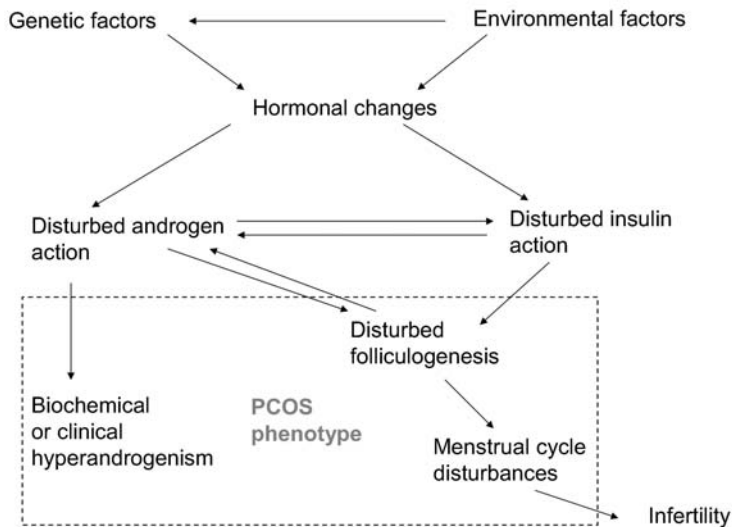 Genetic factors
Environmental factors
Hormonal changes
Disturbed androgen
action
Disturbed insulin
action
Disturbed
folliculogenesis
Biochemical
or clinical
hyperandrogenism
PCOS
phenotype
Menstrual cycle
disturbances
Infertility